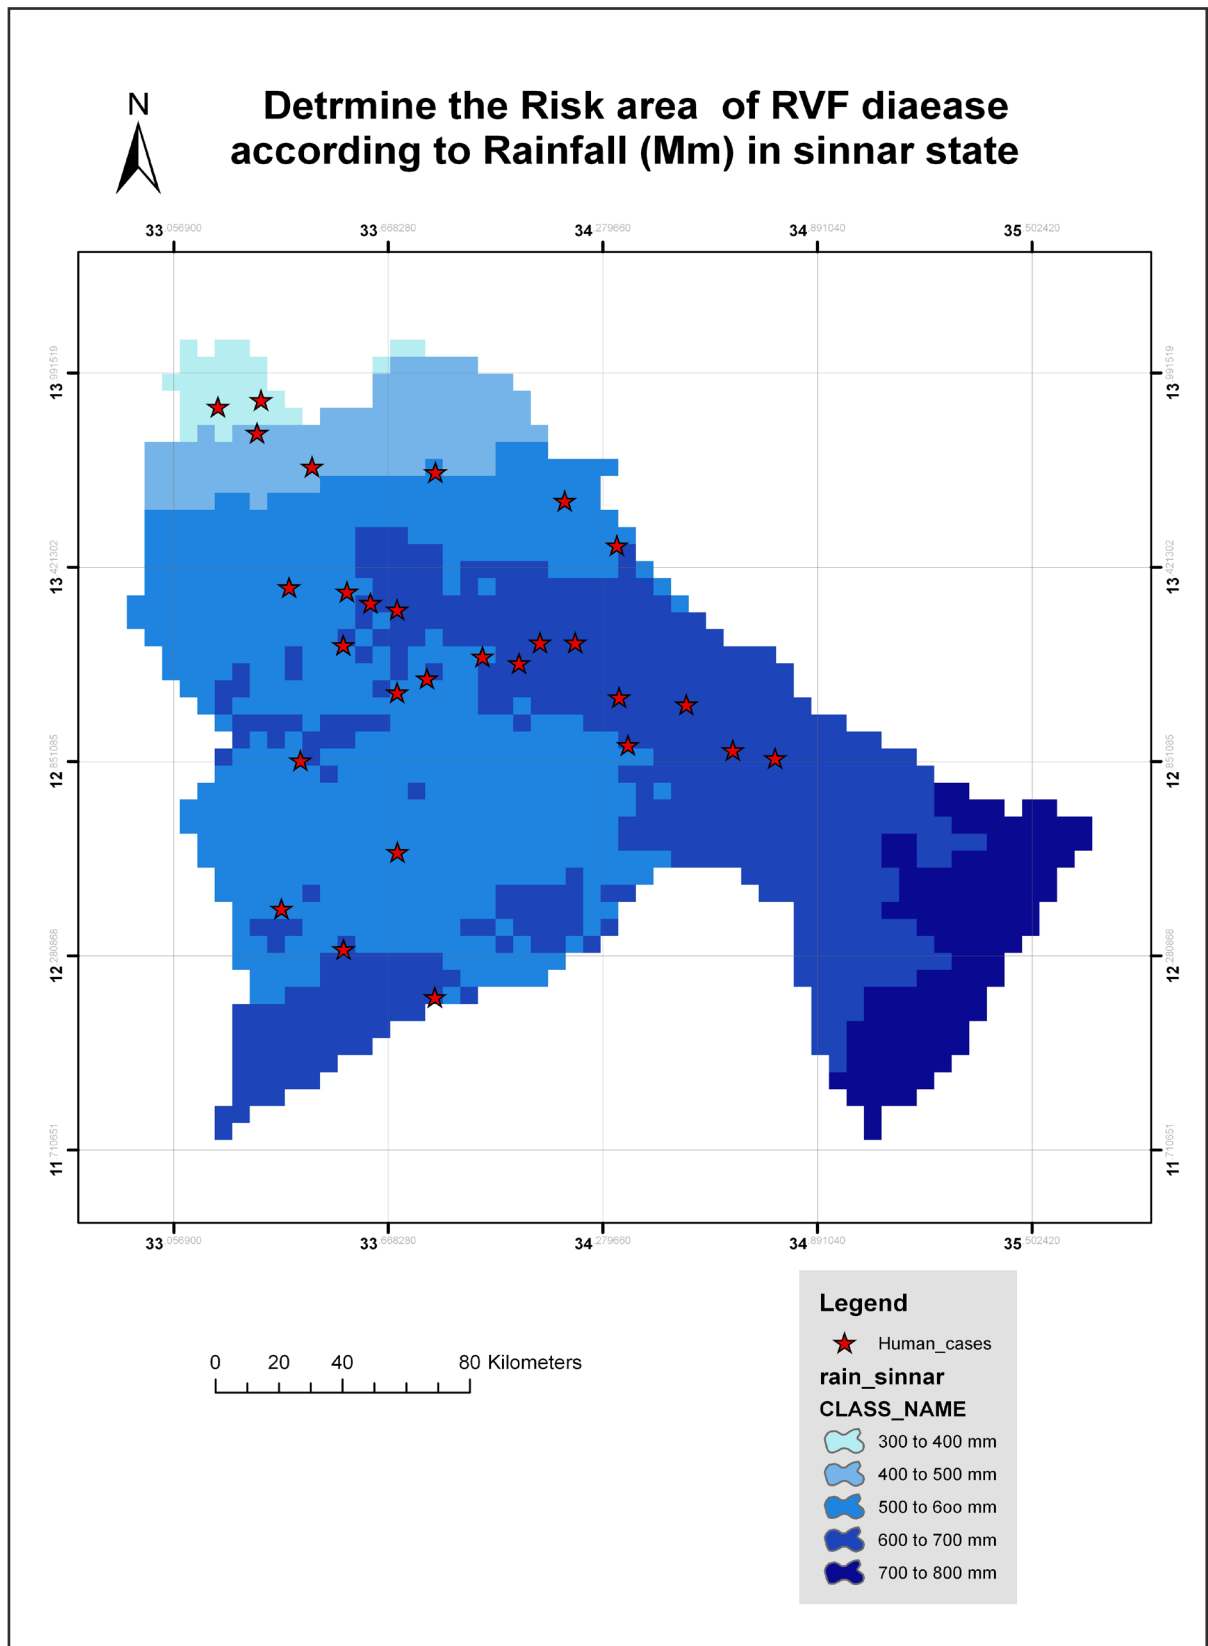 N
Detrmine the Risk area of RVF diaease
according to Rainfall (Mm) in sinnar state
33.056900 33.668280 34.279660 34.891040 35.502420
13.991519 13.991519
13.421302 13.421302
12.851085 12.851085
12.280868 12.280868
11.710651 11.710651
33.056900 33.668280 34.279660 34.891040 35.502420
Legend
Human_cases
rain_sinnar
CLASS_NAME
300 to 400 mm
400 to 500 mm
500 to 6oo mm
600 to 700 mm
700 to 800 mm
0 20 40 80 Kilometers